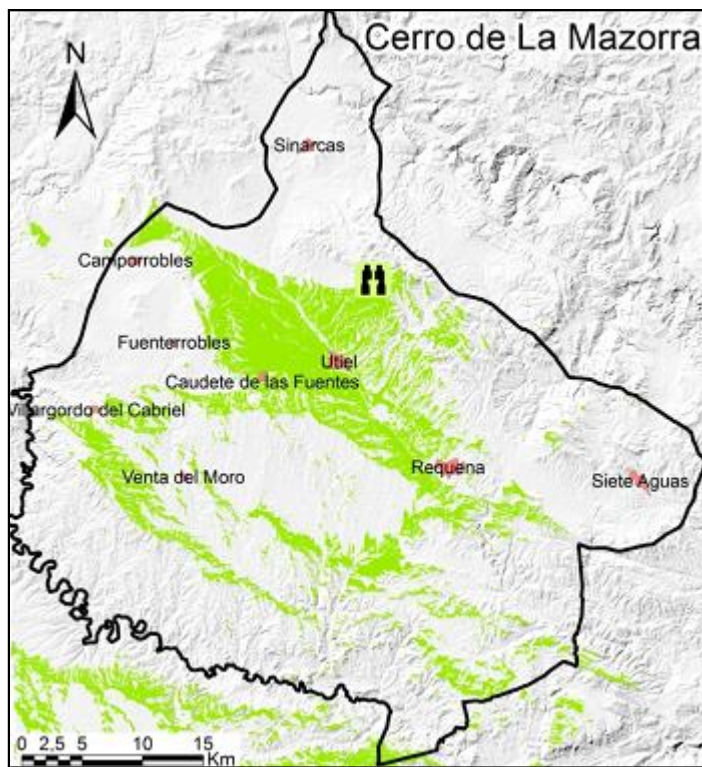 Cerro de La Mazorra
N
Sinarcas
Camporrobles
Fuenterrobles
Utiel
Caudete de las Fuentes
Villargordo del Cabriel
Requena
Venta del Moro
Siete Aguas
0 2.5 5 10 15
Km